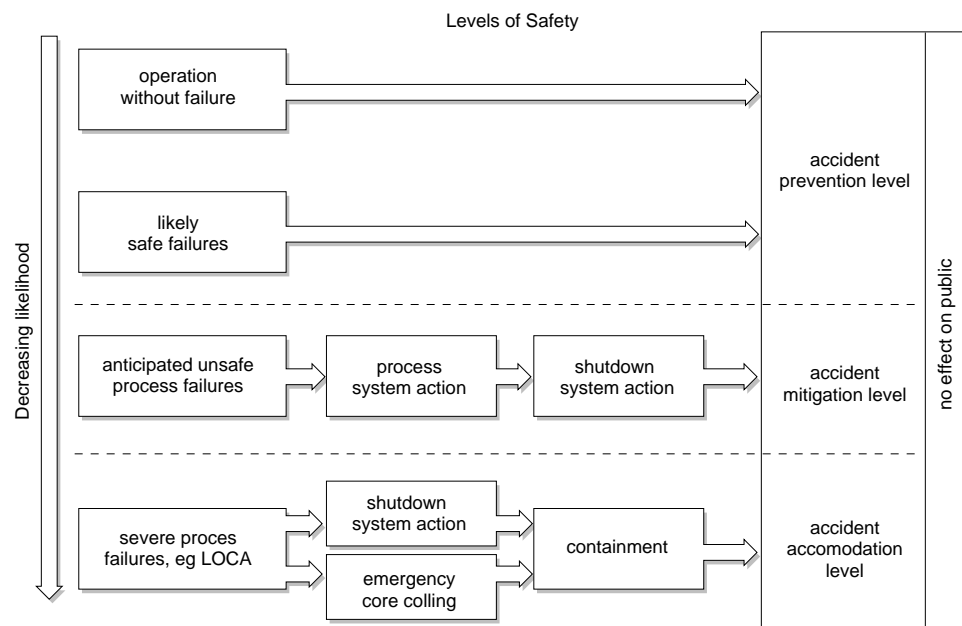 Levels of Safety
Decreasing likelihood
operation
without failure
accident
prevention level
likely
safe failures
no effect on public
anticipated unsafe
process failures
process
system action
shutdown
system action
accident
mitigation level
severe proces
failures, eg LOCA
shutdown
system action
emergency
core colling
containment
accident
accomodation
level